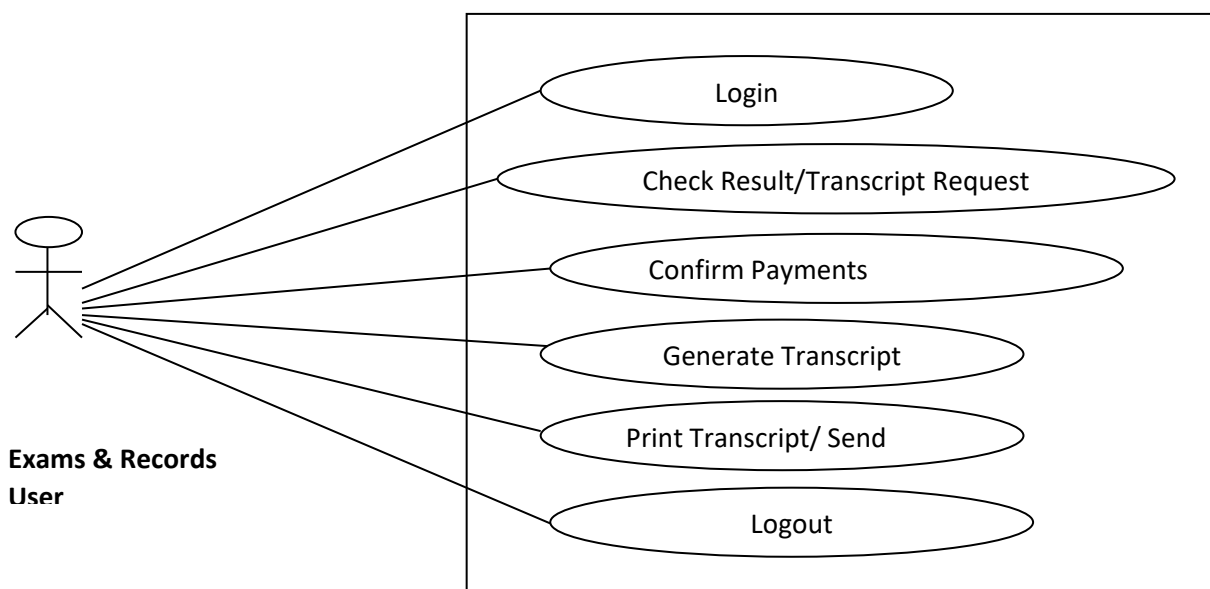 Login
Check Result/Transcript Request
Confirm Payments
Generate Transcript
Print Transcript/ Send
Exams & Records
User
Logout